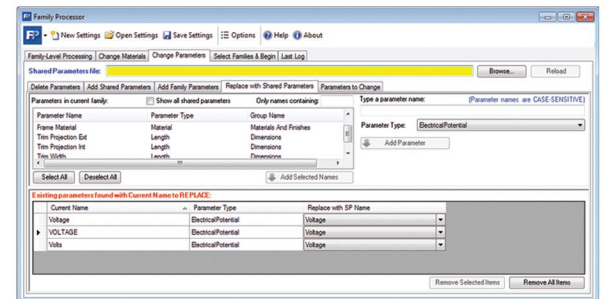 Family Processor
FP New Settings Open Settings Save Settings Options Help About
Family-Level Processing Change Materials Change Parameters Select Families & Begin Last Log
Shared Parameters file: Browse... Reload
Delete Parameters Add Shared Parameters Add Family Parameters Replace with Shared Parameters Parameters to Change
Parameters in current family: Show all shared parameters Only names containing: Type a parameter name: (Parameter names are CASE-SENSITIVE)
Parameter Name Parameter Type Group Name
Frame Material Material Materials And Finishes
Parameter Type: ElectricalPotential
Trim Projection Ext Length Dimensions
Trim Projection Int Length Dimensions
Add Parameter
Trim Width Length Dimensions
Select All Deselect All Add Selected Names
Existing parameters found with Current Name to REPLACE:
Current Name Parameter Type Replace with SP Name
Voltage ElectricalPotential Voltage
VOLTAGE ElectricalPotential Voltage
Volts ElectricalPotential Voltage
Remove Selected Items Remove All Items